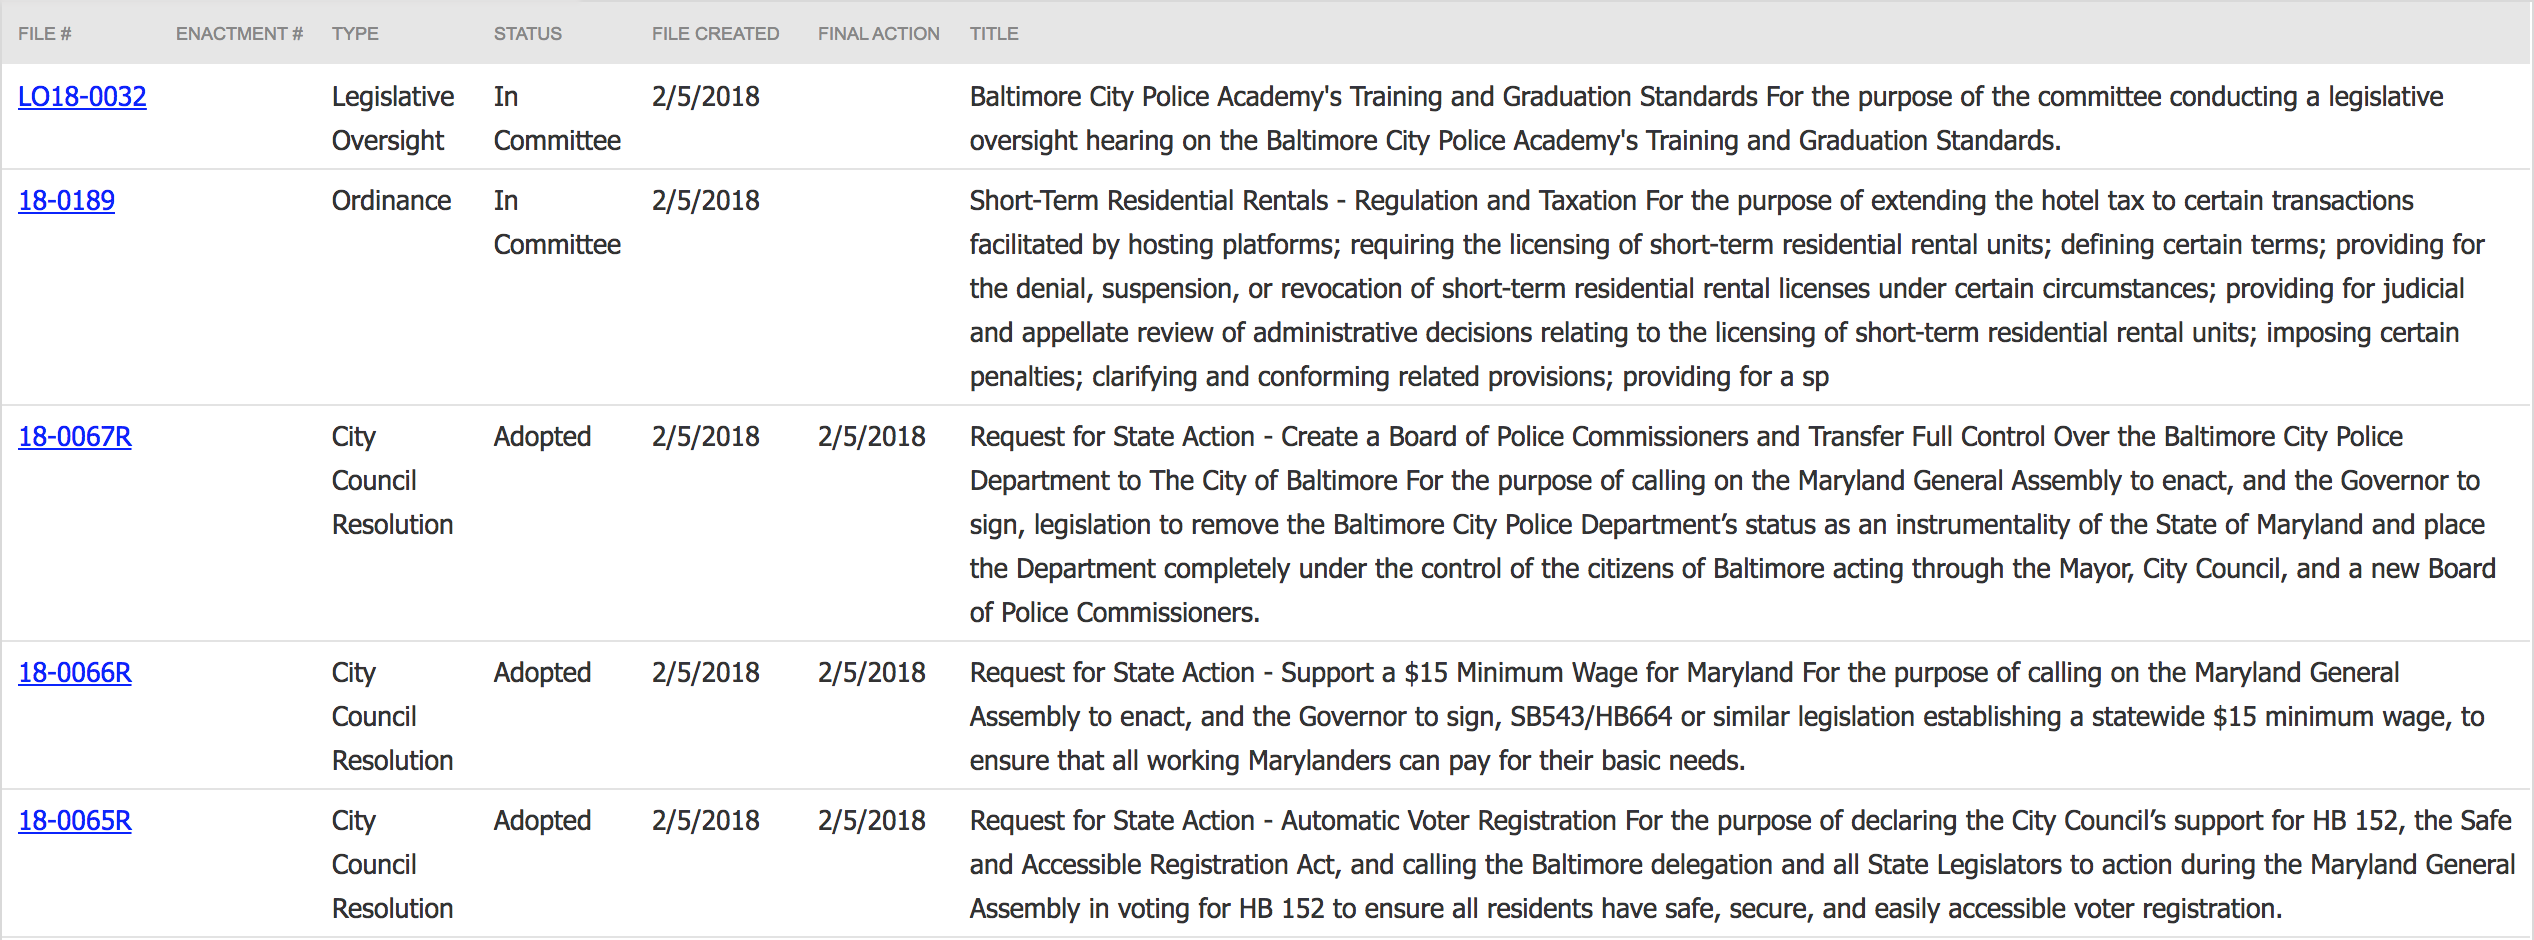 FILE # ENACTMENT # TYPE STATUS FILE CREATED FINAL ACTION TITLE
LO18-0032 Legislative In 2/5/2018 Baltimore City Police Academy's Training and Graduation Standards For the purpose of the committee conducting a legislative
Oversight Committee oversight hearing on the Baltimore City Police Academy's Training and Graduation Standards.
18-0189 Ordinance In 2/5/2018 Short-Term Residential Rentals - Regulation and Taxation For the purpose of extending the hotel tax to certain transactions
Committee facilitated by hosting platforms; requiring the licensing of short-term residential rental units; defining certain terms; providing for
the denial, suspension, or revocation of short-term residential rental licenses under certain circumstances; providing for judicial
and appellate review of administrative decisions relating to the licensing of short-term residential rental units; imposing certain
penalties; clarifying and conforming related provisions; providing for a sp
18-0067R City Adopted 2/5/2018 2/5/2018 Request for State Action - Create a Board of Police Commissioners and Transfer Full Control Over the Baltimore City Police
Council Department to The City of Baltimore For the purpose of calling on the Maryland General Assembly to enact, and the Governor to
Resolution sign, legislation to remove the Baltimore City Police Department’s status as an instrumentality of the State of Maryland and place
the Department completely under the control of the citizens of Baltimore acting through the Mayor, City Council, and a new Board
of Police Commissioners.
18-0066R City Adopted 2/5/2018 2/5/2018 Request for State Action - Support a $15 Minimum Wage for Maryland For the purpose of calling on the Maryland General
Council Assembly to enact, and the Governor to sign, SB543/HB664 or similar legislation establishing a statewide $15 minimum wage, to
Resolution ensure that all working Marylanders can pay for their basic needs.
18-0065R City Adopted 2/5/2018 2/5/2018 Request for State Action - Automatic Voter Registration For the purpose of declaring the City Council’s support for HB 152, the Safe
Council and Accessible Registration Act, and calling the Baltimore delegation and all State Legislators to action during the Maryland General
Resolution Assembly in voting for HB 152 to ensure all residents have safe, secure, and easily accessible voter registration.